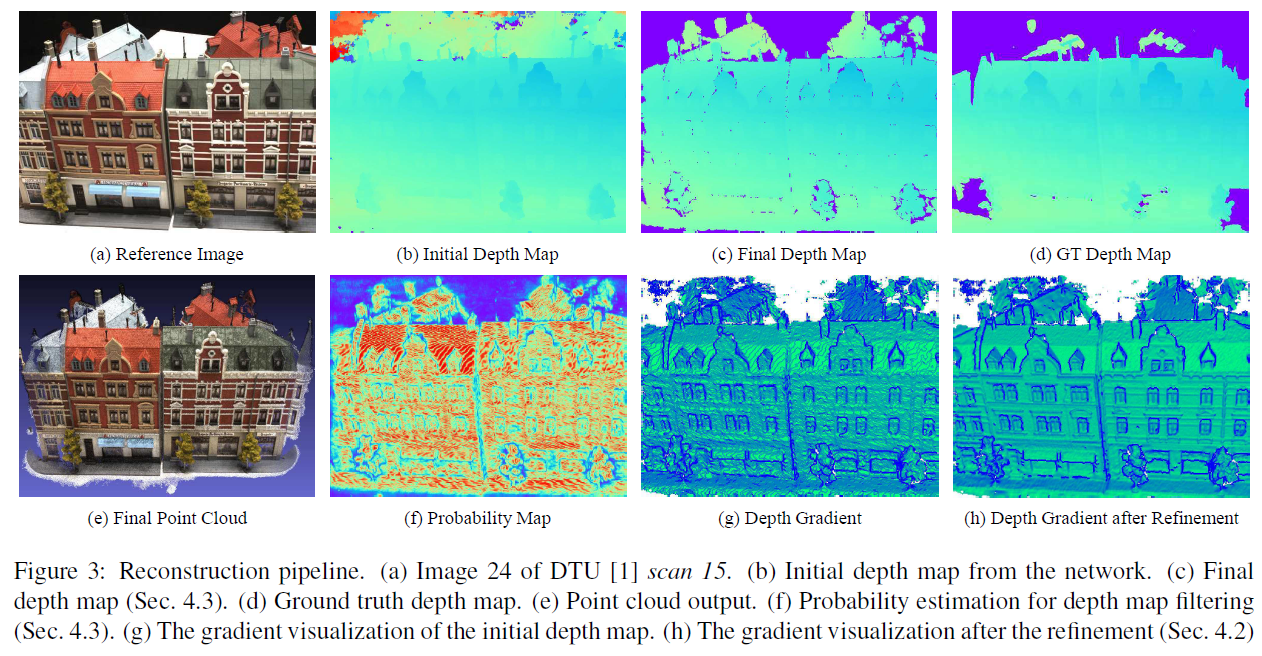 (a) Reference Image
(b) Initial Depth Map
(c) Final Depth Map
(d) GT Depth Map
(e) Final Point Cloud
(f) Probability Map
(g) Depth Gradient
(h) Depth Gradient after Refinement
Figure 3: Reconstruction pipeline. (a) Image 24 of DTU [1] scan 15. (b) Initial depth map from the network. (c) Final
depth map (Sec. 4.3). (d) Ground truth depth map. (e) Point cloud output. (f) Probability estimation for depth map filtering
(Sec. 4.3). (g) The gradient visualization of the initial depth map. (h) The gradient visualization after the refinement (Sec. 4.2)